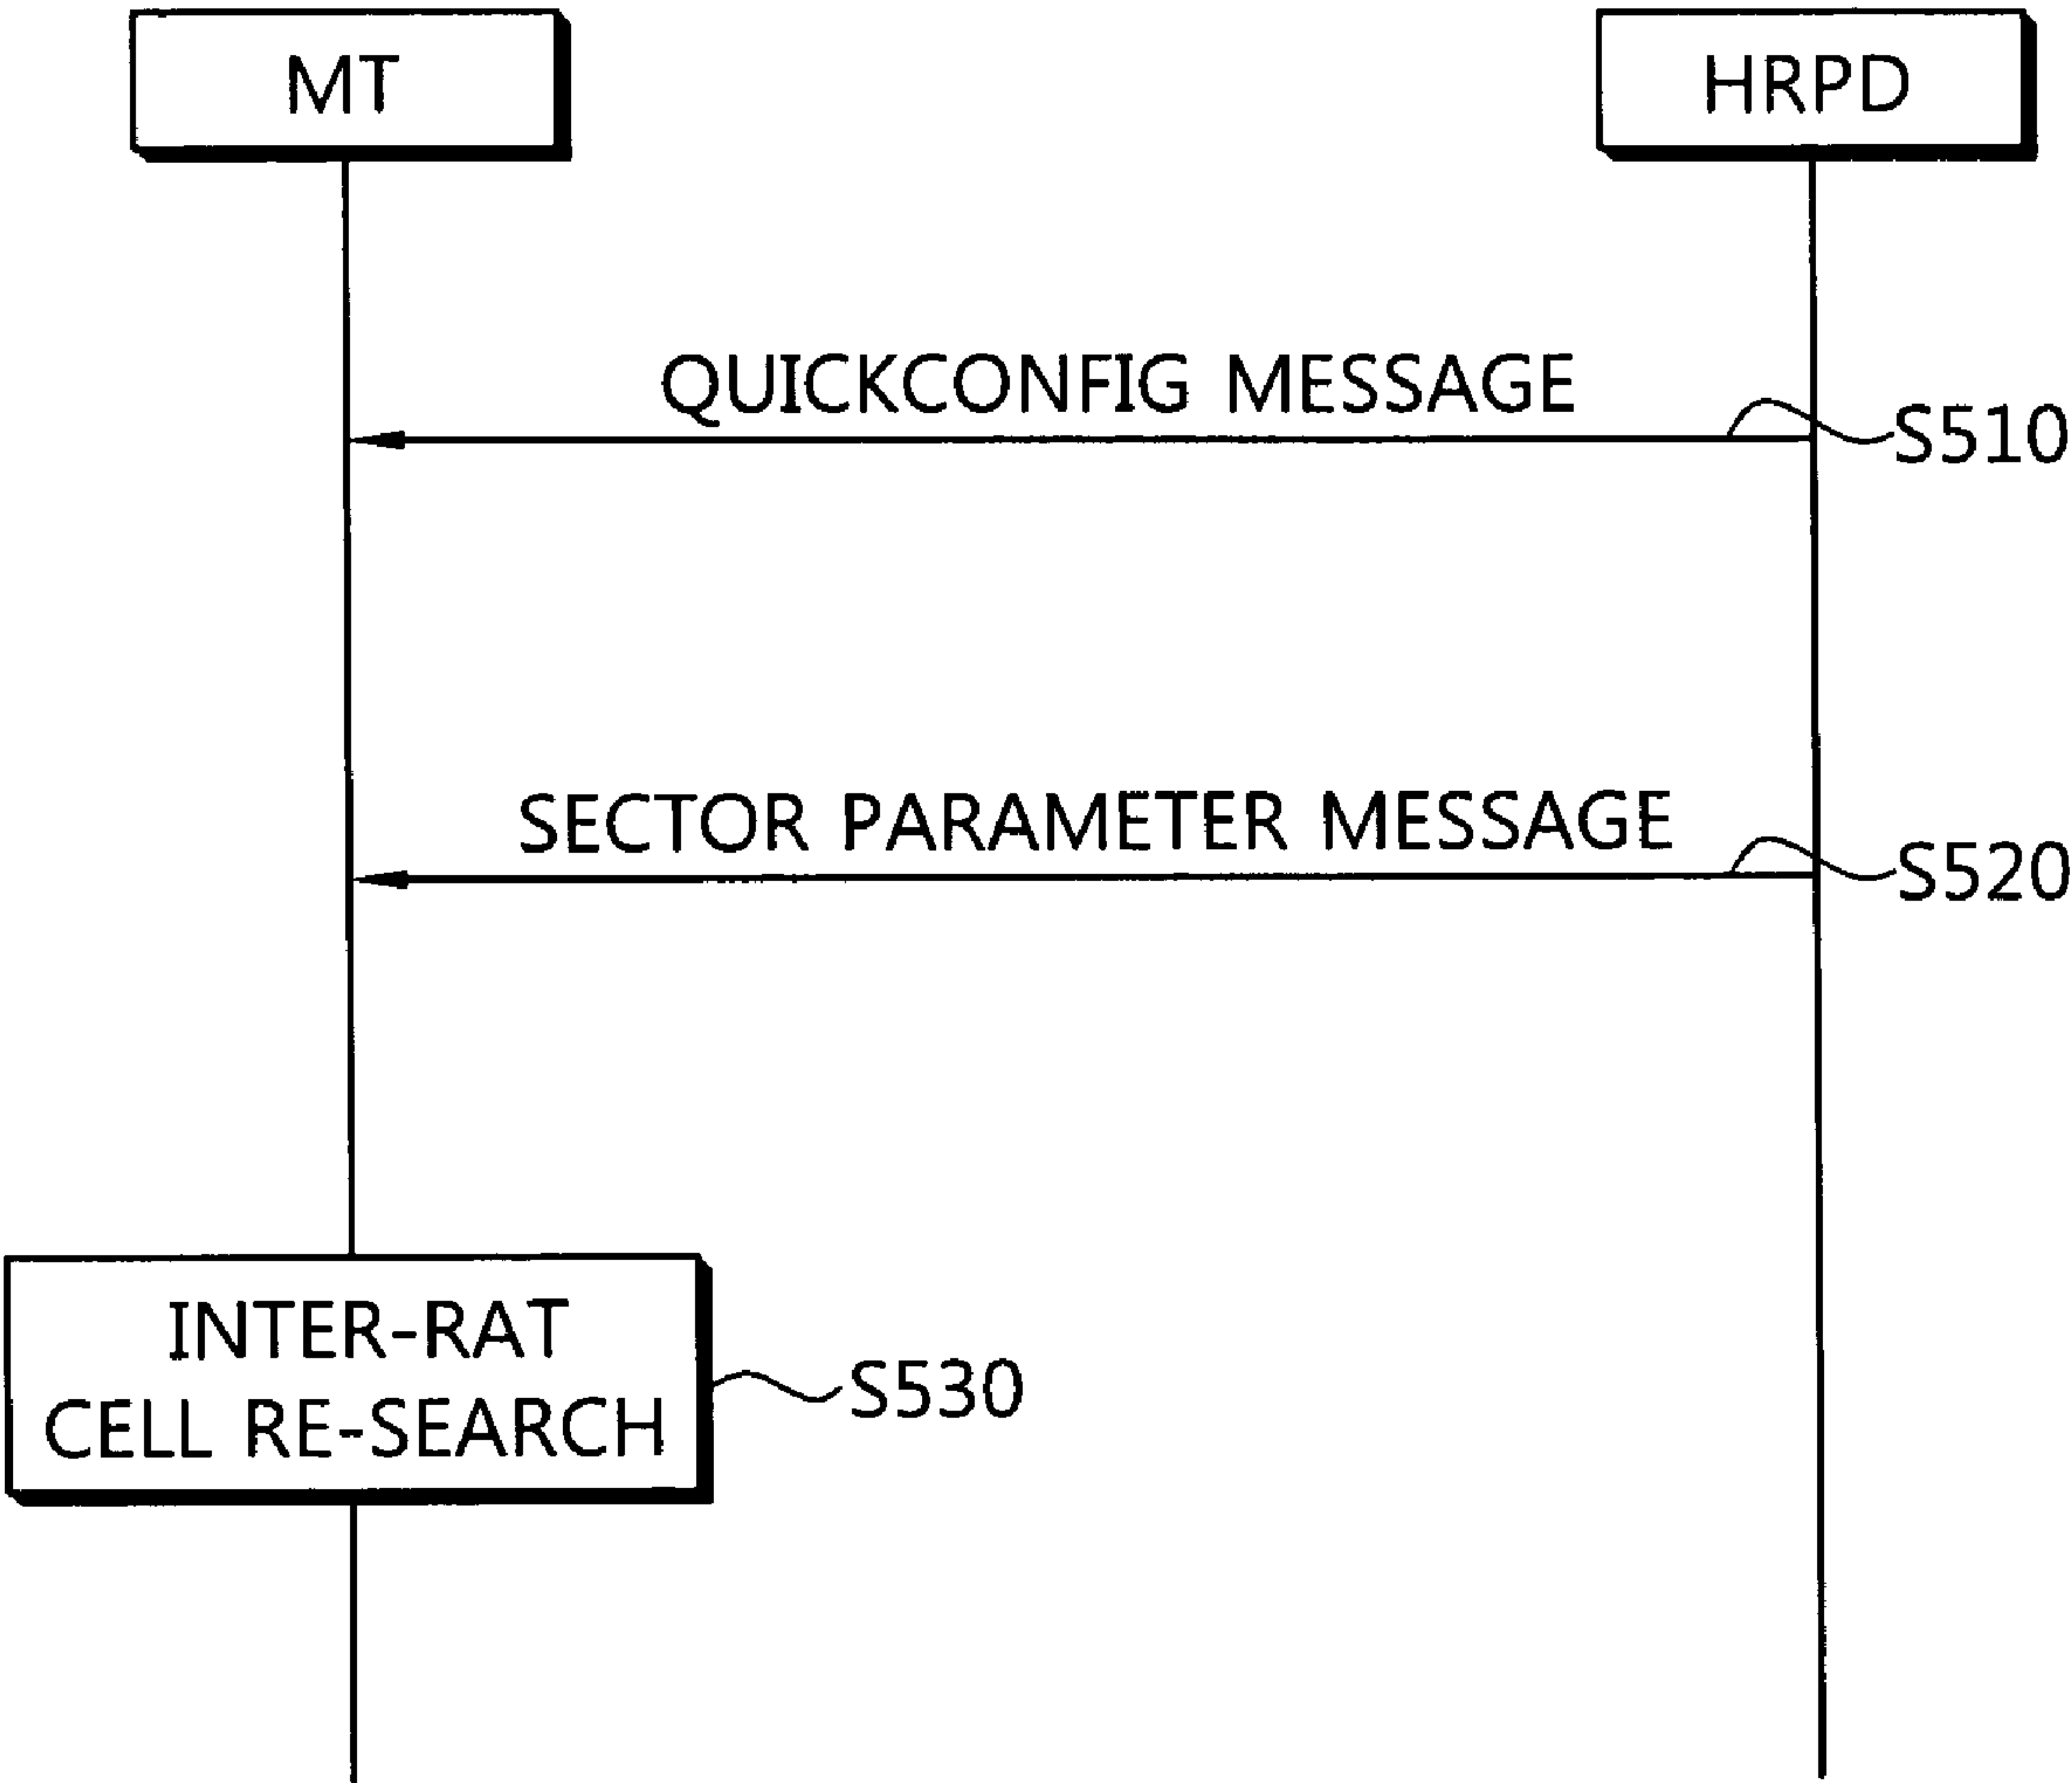 MT
HRPD
QUICKCONFIG MESSAGE
S510
SECTOR PARAMETER MESSAGE
S520
INTER-RAT
CELL RE-SEARCH
S530